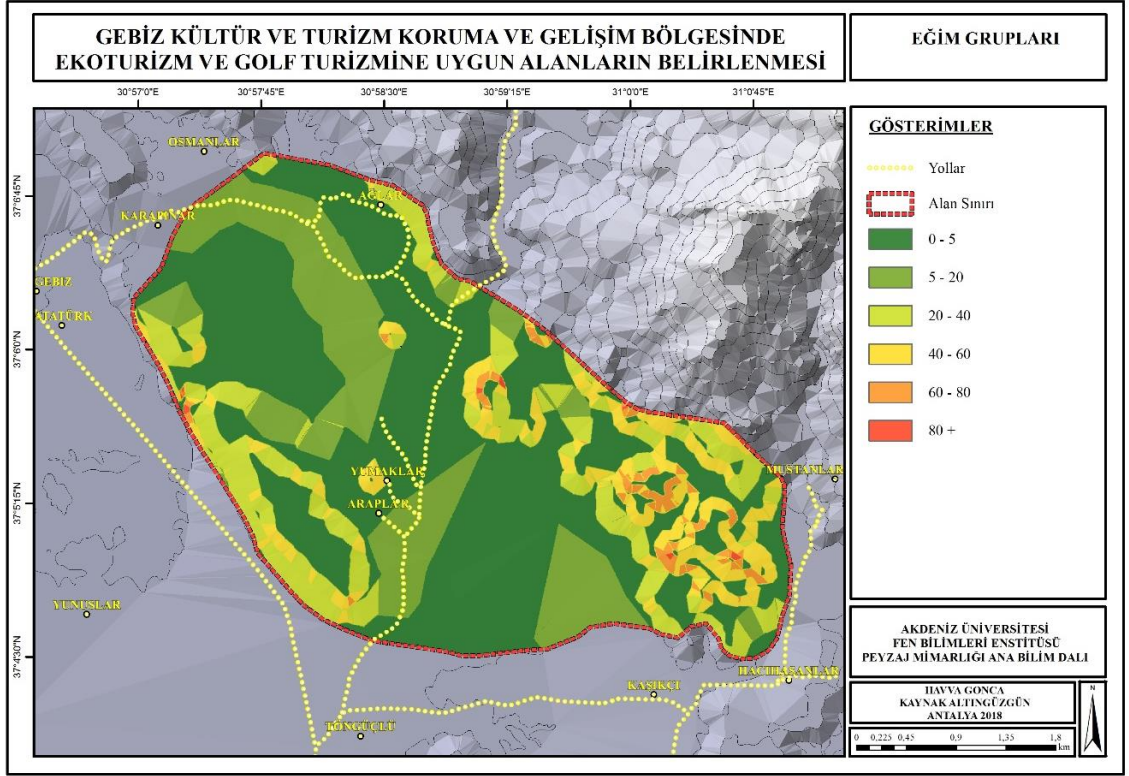 GEBİZ KÜLTÜR VE TURİZM KORUMA VE GELİŞİM BÖLGESİNDE
EKOTURİZM VE GOLF TURİZMİNE UYGUN ALANLARIN BELİRLENMESİ
EĞİM GRUPLARI
30°57'0"E
30°57'45"E
30°58'30"E
30°59'15"E
31°0'0"E
31°0'45"E
37°6'45"N
37°6'0"N
37°5'15"N
37°4'30"N
OSMANLAR
AĞLAR
KARAPINAR
GEBIZ
ATATÜRK
YUMAKLAR
MUSTANLAR
ARAPLAR
YUNUSLAR
HACIHASANLAR
KAŞIKÇI
TONGÜÇLÜ
GÖSTERİMLER
Yollar
Alan Sınırı
0 - 5
5 - 20
20 - 40
40 - 60
60 - 80
80 +
AKDENİZ ÜNİVERSİTESİ
FEN BİLİMLERİ ENSTİTÜSÜ
PEYZAJ MİMARLIĞI ANA BİLİM DALI
HAVVA GONCA
KAYNAK ALTINGÜZGÜN
ANTALYA 2018
0 0,225 0,45 0,9 1,35 1,8
km
N